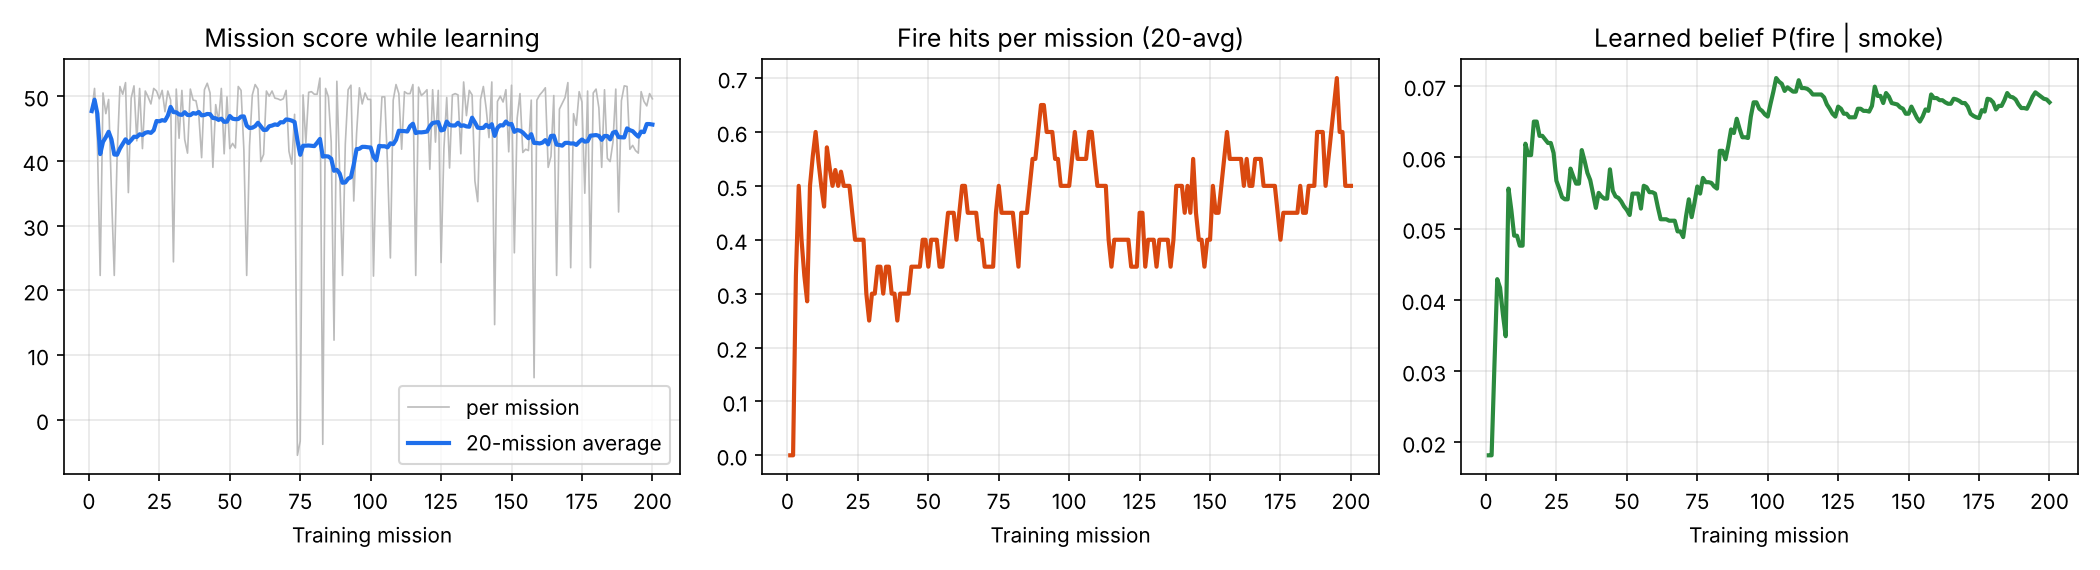 Mission score while learning
50
40
30
20
10
0
per mission
20-mission average
0 25 50 75 100 125 150 175 200
Training mission
Fire hits per mission (20-avg)
0.7
0.6
0.5
0.4
0.3
0.2
0.1
0.0
0 25 50 75 100 125 150 175 200
Training mission
Learned belief P(fire | smoke)
0.07
0.06
0.05
0.04
0.03
0.02
0 25 50 75 100 125 150 175 200
Training mission